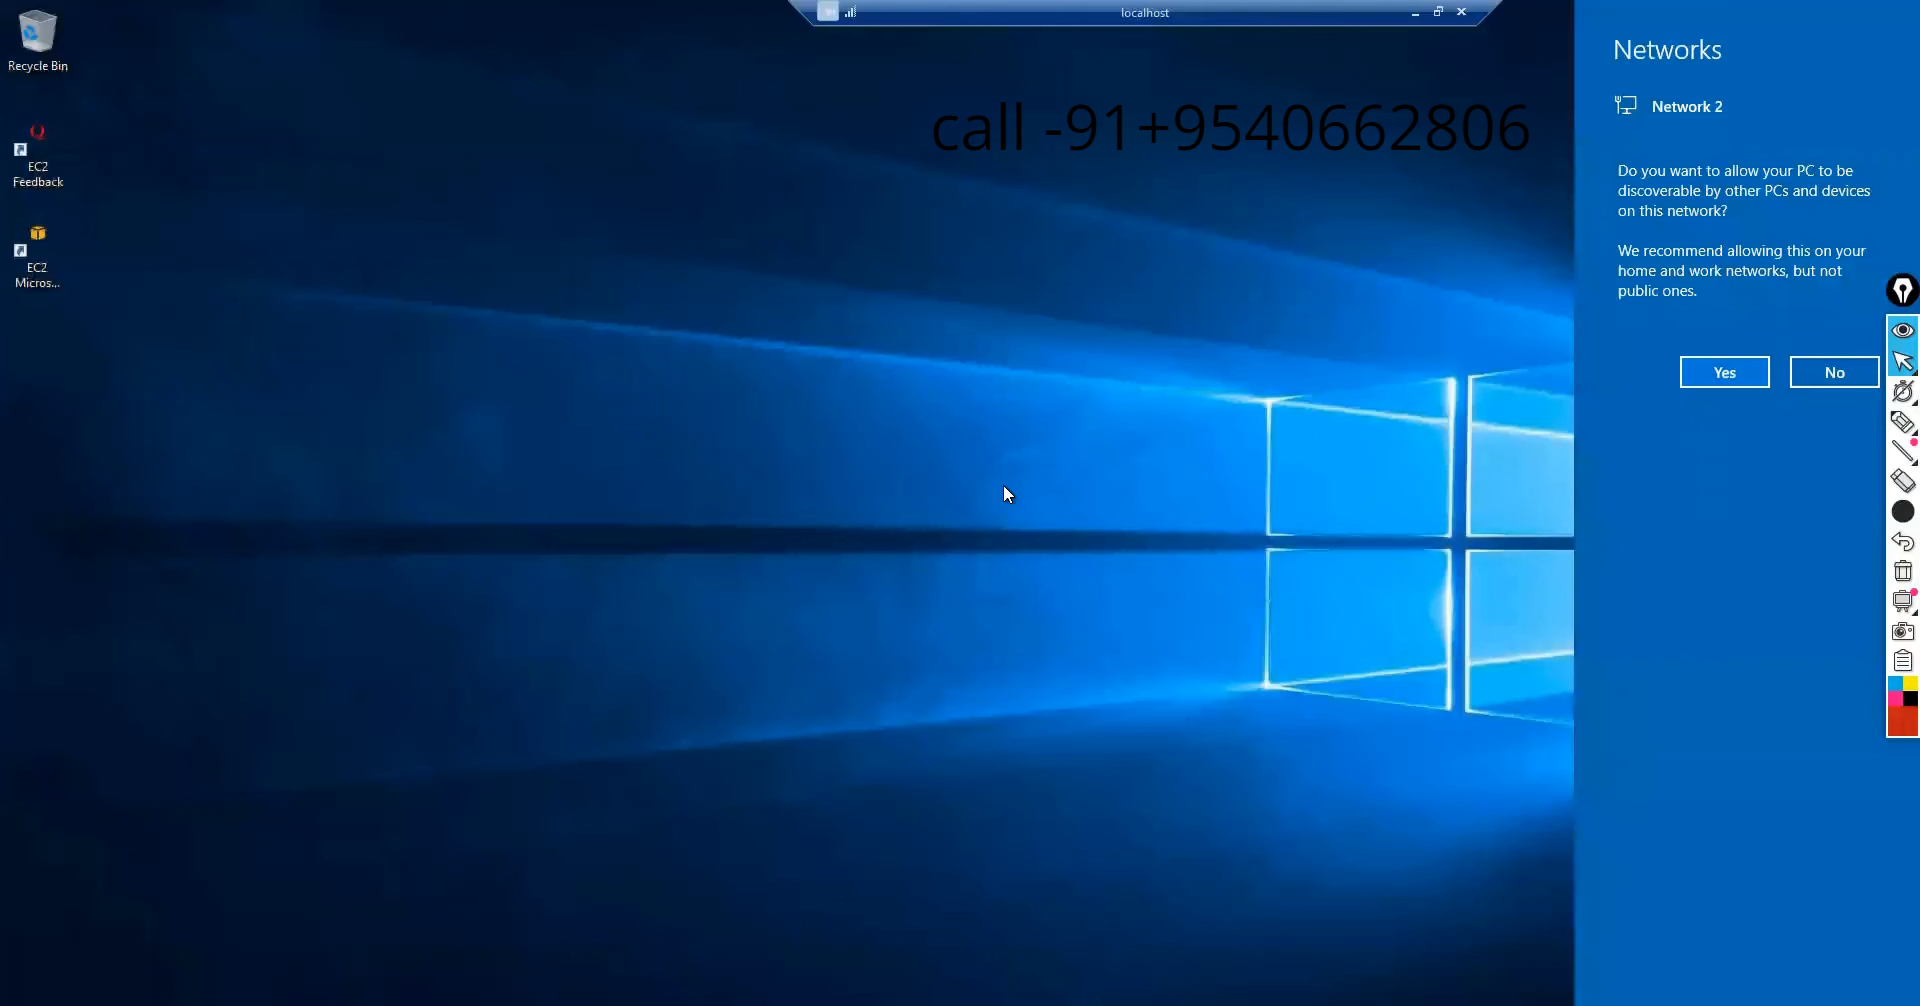 localhost
Recycle Bin
EC2
Feedback
EC2
Micros...
call -91+9540662806
Networks
Network 2
Do you want to allow your PC to be
discoverable by other PCs and devices
on this network?
We recommend allowing this on your
home and work networks, but not
public ones.
Yes
No